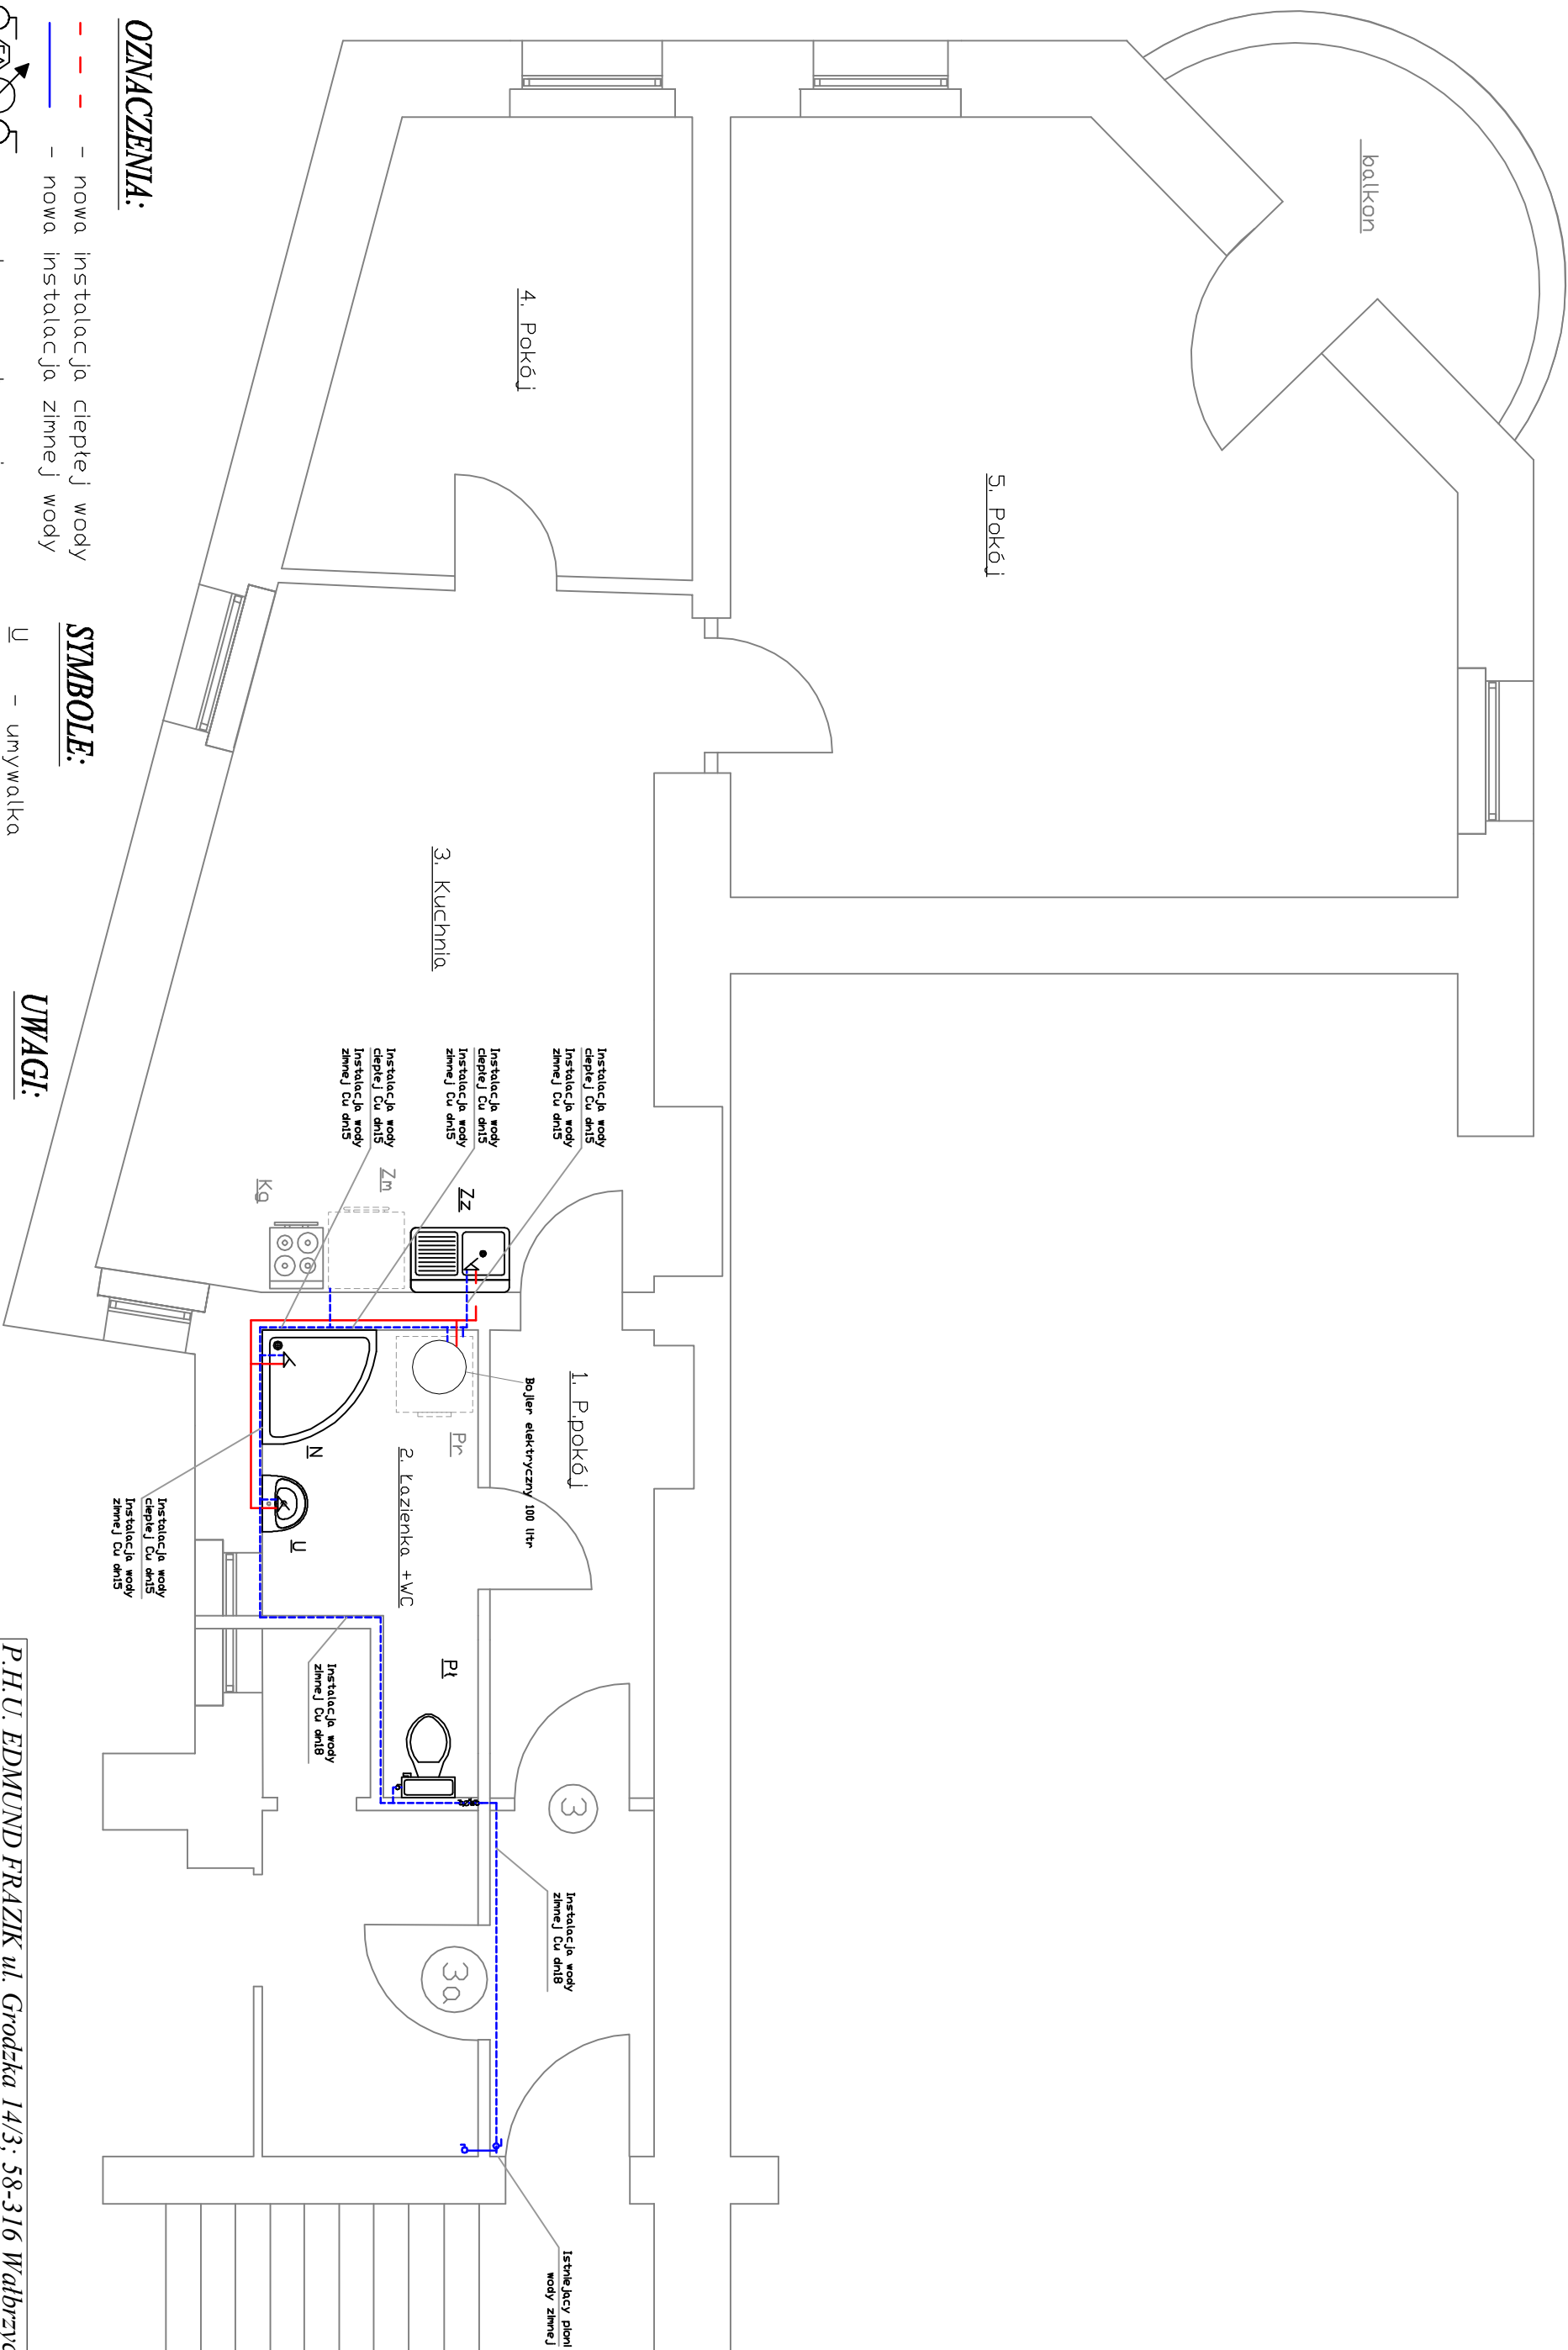 balkon
5. Pokój
4. Pokój
3. Kuchnia
Instalacja wody
ciepłej Cu dn15
Instalacja wody
zimnej Cu dn15
Instalacja wody
ciepłej Cu dn15
Instalacja wody
zimnej Cu dn15
Instalacja wody
ciepłej Cu dn15
Instalacja wody
zimnej Cu dn15
Zz
Zm
Kg
1. P.pokój
Bojler elektryczny 100 litr
Pr
2. Łazienka +WC
N
U
Instalacja wody
ciepłej Cu dn15
Instalacja wody
zimnej Cu dn15
Pł
Instalacja wody
zimnej Cu dn18
3
Instalacja wody
zimnej Cu dn18
3a
Istniejący pion
wody zimnej
OZNACZENIA:
- nowa instalacja ciepłej wody
- nowa instalacja zimnej wody
SYMBOLE:
U - umywalka
UWAGI:
P.H.U. EDMUND FRAZIK ul. Grodzka 14/3; 58-316